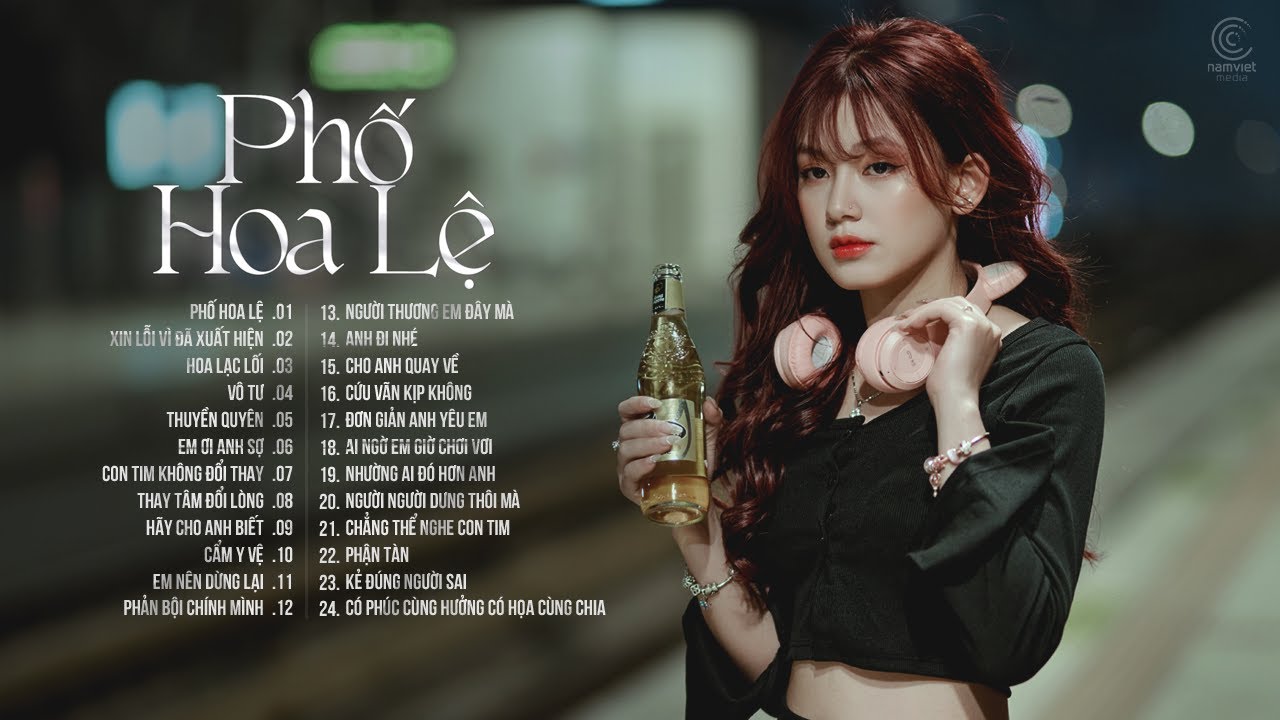 Phố
Hoa Lệ
PHỐ HOA LỆ .01
XIN LỖI VÌ ĐÃ XUẤT HIỆN .02
HOA LẠC LỐI .03
VÔ TƯ .04
THUYỀN QUYÊN .05
EM ƠI ANH SỢ .06
CON TIM KHÔNG ĐỔI THAY .07
THAY TÂM ĐỔI LÒNG .08
HÃY CHO ANH BIẾT .09
CẨM Y VỆ .10
EM NÊN DỪNG LẠI .11
PHẢN BỘI CHÍNH MÌNH .12
13. NGƯỜI THƯƠNG EM ĐÂY MÀ
14. ANH ĐI NHÉ
15. CHO ANH QUAY VỀ
16. CỨU VÃN KỊP KHÔNG
17. ĐƠN GIẢN ANH YÊU EM
18. AI NGỜ EM GIỜ CHƠI VƠI
19. NHƯỜNG AI ĐÓ HƠN ANH
20. NGƯỜI NGƯỜI DƯNG THÔI MÀ
21. CHẲNG THỂ NGHE CON TIM
22. PHẬN TÀN
23. KẺ ĐÚNG NGƯỜI SAI
24. CÓ PHÚC CÙNG HƯỞNG CÓ HỌA CÙNG CHIA
namviet
media